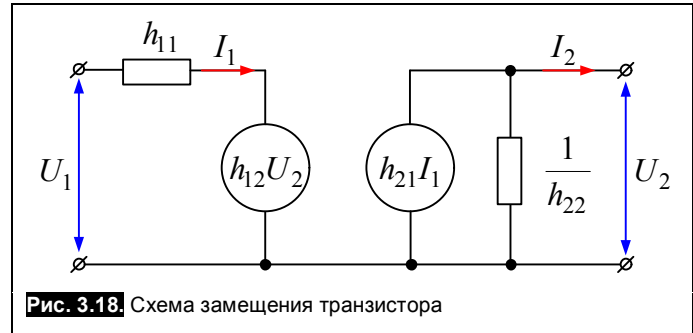 h₁₁ I₁ I₂
U₁ h₁₂U₂ h₂₁I₁ 1/h₂₂ U₂
Рис. 3.18. Схема замещения транзистора